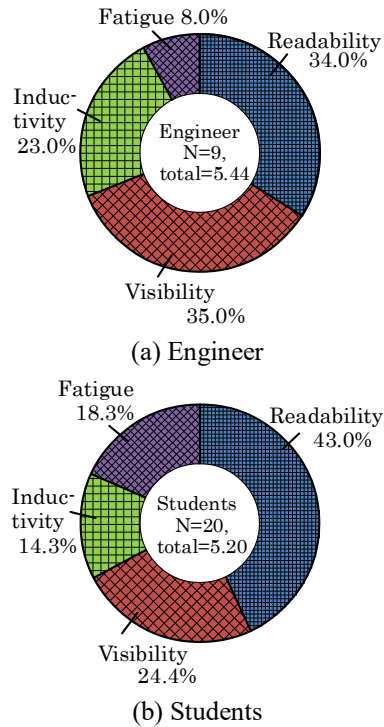 Fatigue 8.0%
Readability
34.0%
Induc-
tivity
23.0%
Engineer
N=9,
total=5.44
Visibility
35.0%
(a) Engineer
Fatigue
18.3%
Readability
43.0%
Induc-
tivity
14.3%
Students
N=20,
total=5.20
Visibility
24.4%
(b) Students